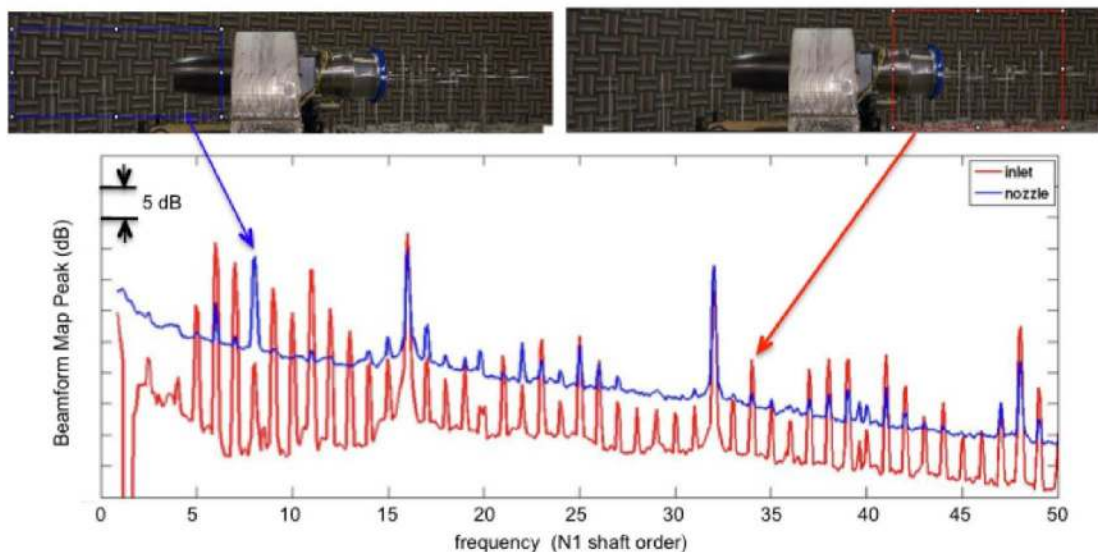 5 dB
inlet
nozzle
Beamform Map Peak (dB)
0 5 10 15 20 25 30 35 40 45 50
frequency (N1 shaft order)